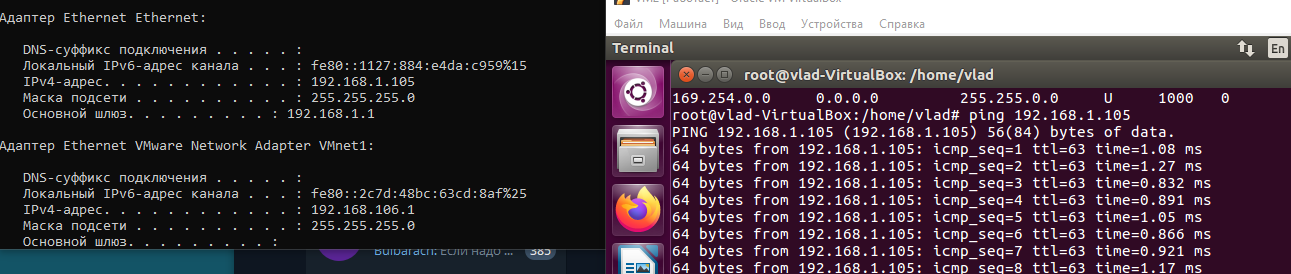 Адаптер Ethernet Ethernet:
DNS-суффикс подключения . . . . . :
Локальный IPv6-адрес канала . . . : fe80::1127:884:e4da:c959%15
IPv4-адрес. . . . . . . . . . . . : 192.168.1.105
Маска подсети . . . . . . . . . . : 255.255.255.0
Основной шлюз. . . . . . . . . : 192.168.1.1
Адаптер Ethernet VMware Network Adapter VMnet1:
DNS-суффикс подключения . . . . . :
Локальный IPv6-адрес канала . . . : fe80::2c7d:48bc:63cd:8af%25
IPv4-адрес. . . . . . . . . . . . : 192.168.106.1
Маска подсети . . . . . . . . . . : 255.255.255.0
Основной шлюз. . . . . . . . . :
Если надо ... 385
Файл Машина Вид Ввод Устройства Справка
Terminal En
root@vlad-VirtualBox: /home/vlad
169.254.0.0 0.0.0.0 255.255.0.0 U 1000 0
root@vlad-VirtualBox:/home/vlad# ping 192.168.1.105
PING 192.168.1.105 (192.168.1.105) 56(84) bytes of data.
64 bytes from 192.168.1.105: icmp_seq=1 ttl=63 time=1.08 ms
64 bytes from 192.168.1.105: icmp_seq=2 ttl=63 time=1.27 ms
64 bytes from 192.168.1.105: icmp_seq=3 ttl=63 time=0.832 ms
64 bytes from 192.168.1.105: icmp_seq=4 ttl=63 time=0.891 ms
64 bytes from 192.168.1.105: icmp_seq=5 ttl=63 time=1.05 ms
64 bytes from 192.168.1.105: icmp_seq=6 ttl=63 time=0.866 ms
64 bytes from 192.168.1.105: icmp_seq=7 ttl=63 time=0.921 ms
64 bytes from 192.168.1.105: icmp_seq=8 ttl=63 time=1.17 ms